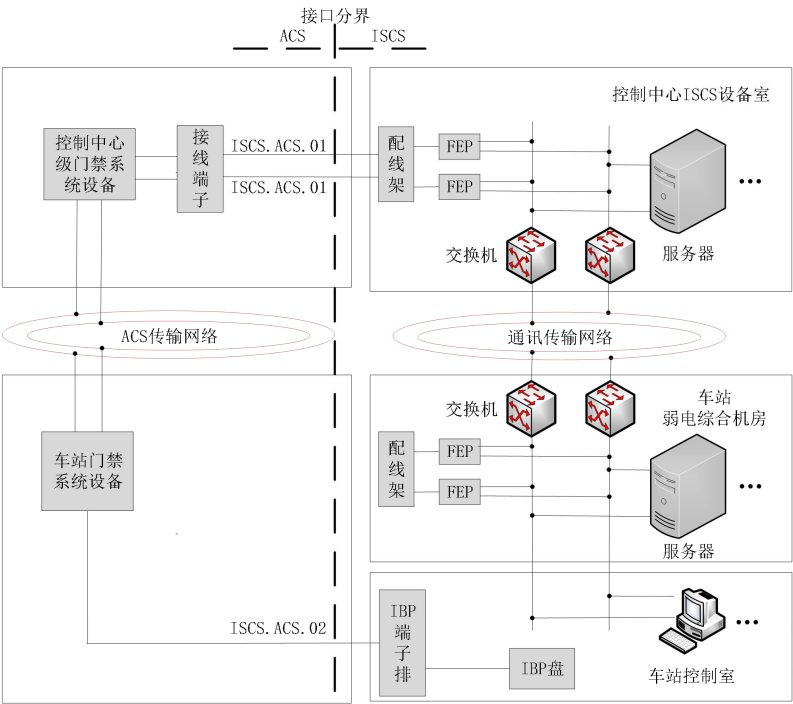 接口分界
ACS
ISCS
控制中心ISCS设备室
控制中心
级门禁系
统设备
接
线
端
子
ISCS.ACS.01
ISCS.ACS.01
配
线
架
FEP
FEP
交换机
服务器
ACS传输网络
通讯传输网络
交换机
车站
弱电综合机房
配
线
架
FEP
FEP
服务器
车站门禁
系统设备
ISCS.ACS.02
IBP
端
子
排
IBP盘
车站控制室